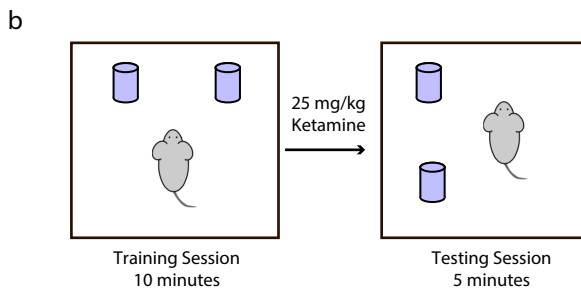 b
25 mg/kg
Ketamine
Training Session
10 minutes
Testing Session
5 minutes